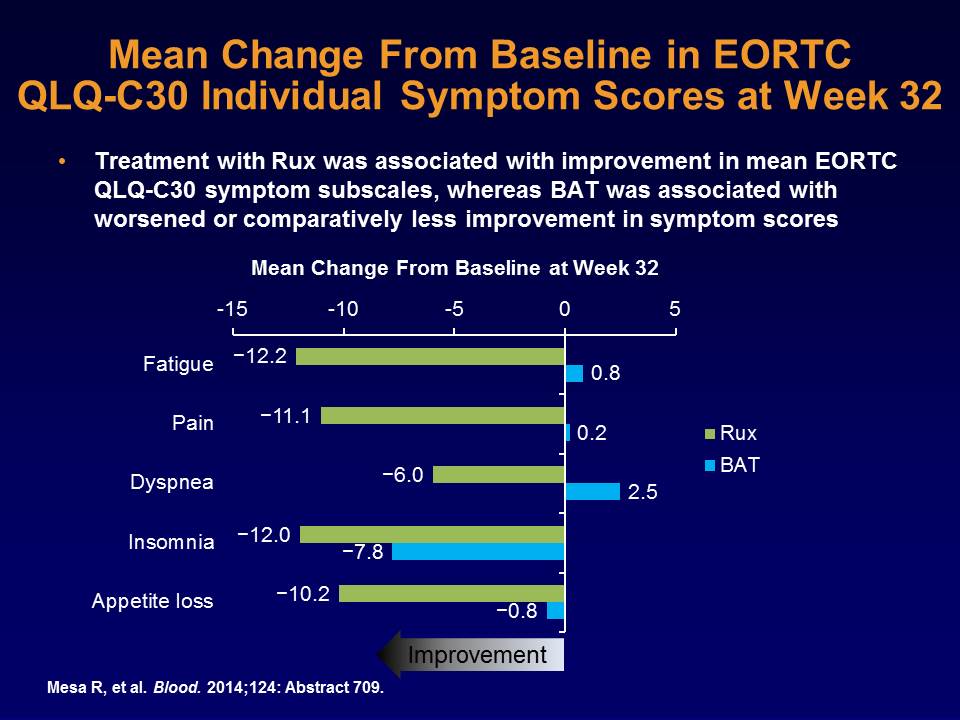 Mean Change From Baseline in EORTC
QLQ-C30 Individual Symptom Scores at Week 32
• Treatment with Rux was associated with improvement in mean EORTC
QLQ-C30 symptom subscales, whereas BAT was associated with
worsened or comparatively less improvement in symptom scores
Mean Change From Baseline at Week 32
-15 -10 -5 0 5
Fatigue −12.2 0.8
Pain −11.1 0.2
Dyspnea −6.0 2.5
Insomnia −12.0 −7.8
Appetite loss −10.2 −0.8
Rux
BAT
Improvement
Mesa R, et al. Blood. 2014;124: Abstract 709.